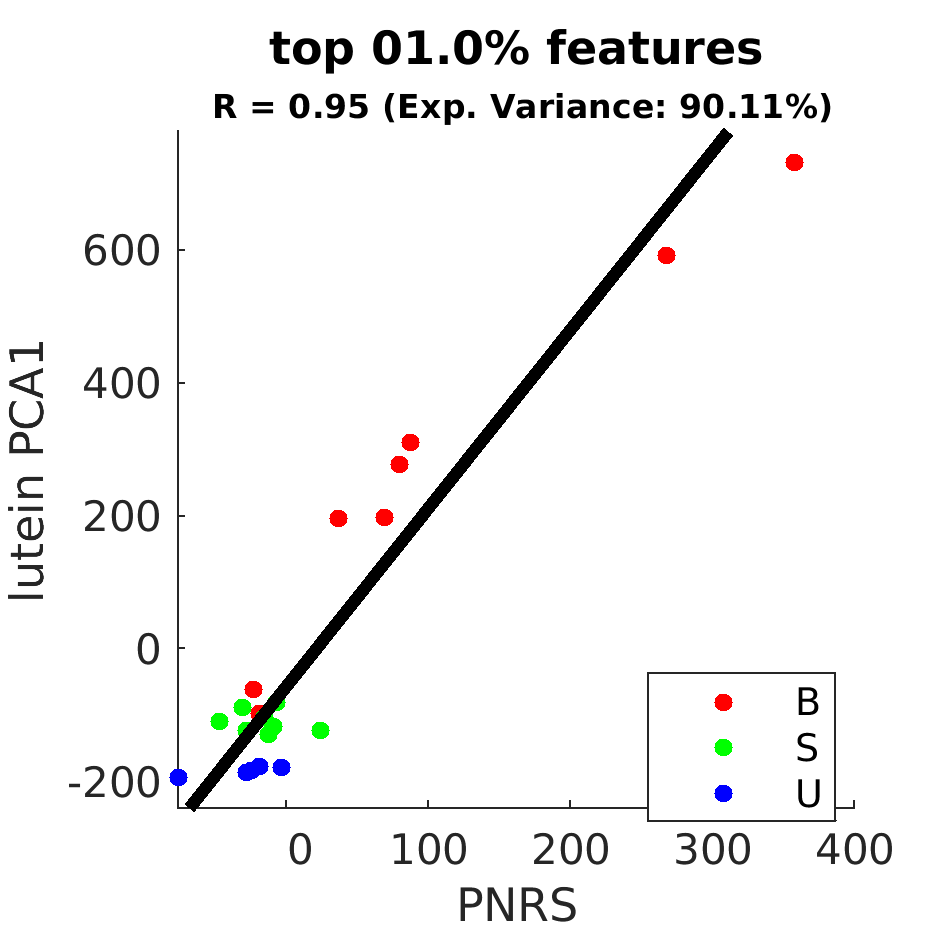 top 01.0% features
R = 0.95 (Exp. Variance: 90.11%)
600
400
200
0
-200
lutein PCA1
B
S
U
0 100 200 300 400
PNRS